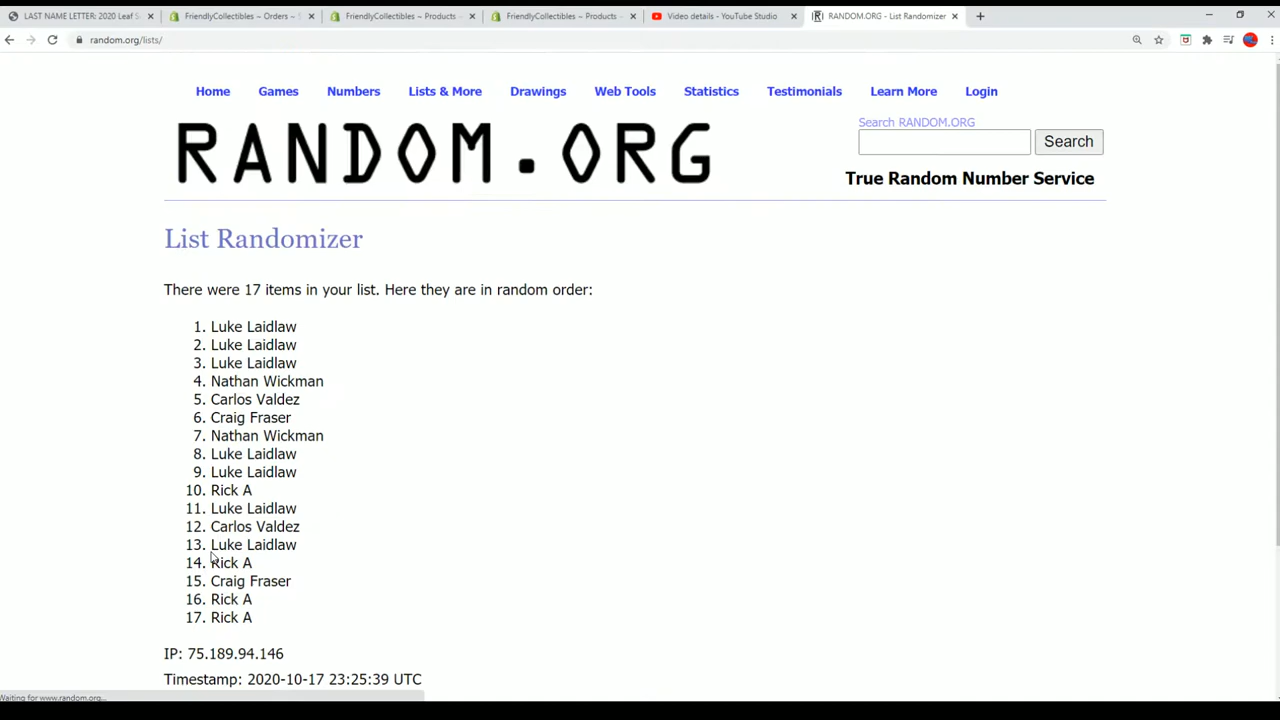 LAST NAME LETTER: 2020 Leaf S
FriendlyCollectibles ~ Orders ~ S
FriendlyCollectibles ~ Products ~
FriendlyCollectibles ~ Products ~
Video details - YouTube Studio
RANDOM.ORG - List Randomizer
random.org/lists/
Home Games Numbers Lists & More Drawings Web Tools Statistics Testimonials Learn More Login
RANDOM.ORG
Search RANDOM.ORG
Search
True Random Number Service
List Randomizer
There were 17 items in your list. Here they are in random order:
1. Luke Laidlaw
2. Luke Laidlaw
3. Luke Laidlaw
4. Nathan Wickman
5. Carlos Valdez
6. Craig Fraser
7. Nathan Wickman
8. Luke Laidlaw
9. Luke Laidlaw
10. Rick A
11. Luke Laidlaw
12. Carlos Valdez
13. Luke Laidlaw
14. Rick A
15. Craig Fraser
16. Rick A
17. Rick A
IP: 75.189.94.146
Timestamp: 2020-10-17 23:25:39 UTC
Waiting for www.random.org...